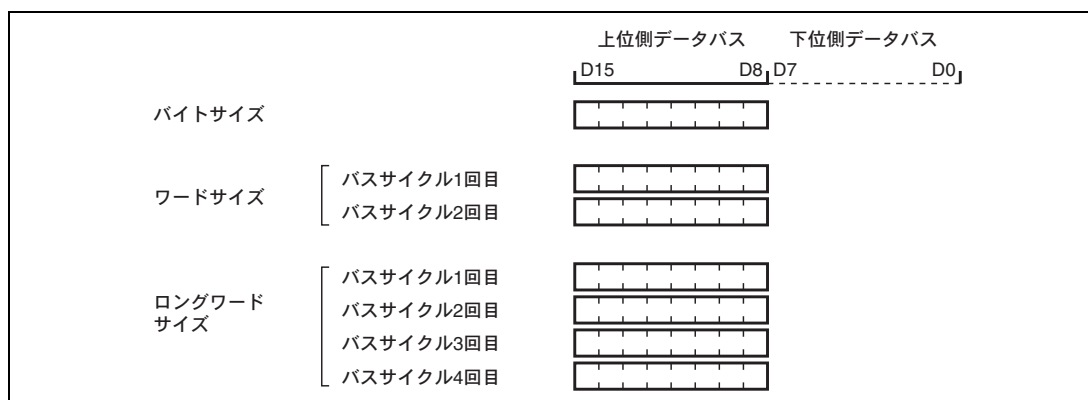 上位側データバス 下位側データバス
D15 D8 D7 D0
バイトサイズ
ワードサイズ
バスサイクル1回目
バスサイクル2回目
ロングワード
サイズ
バスサイクル1回目
バスサイクル2回目
バスサイクル3回目
バスサイクル4回目